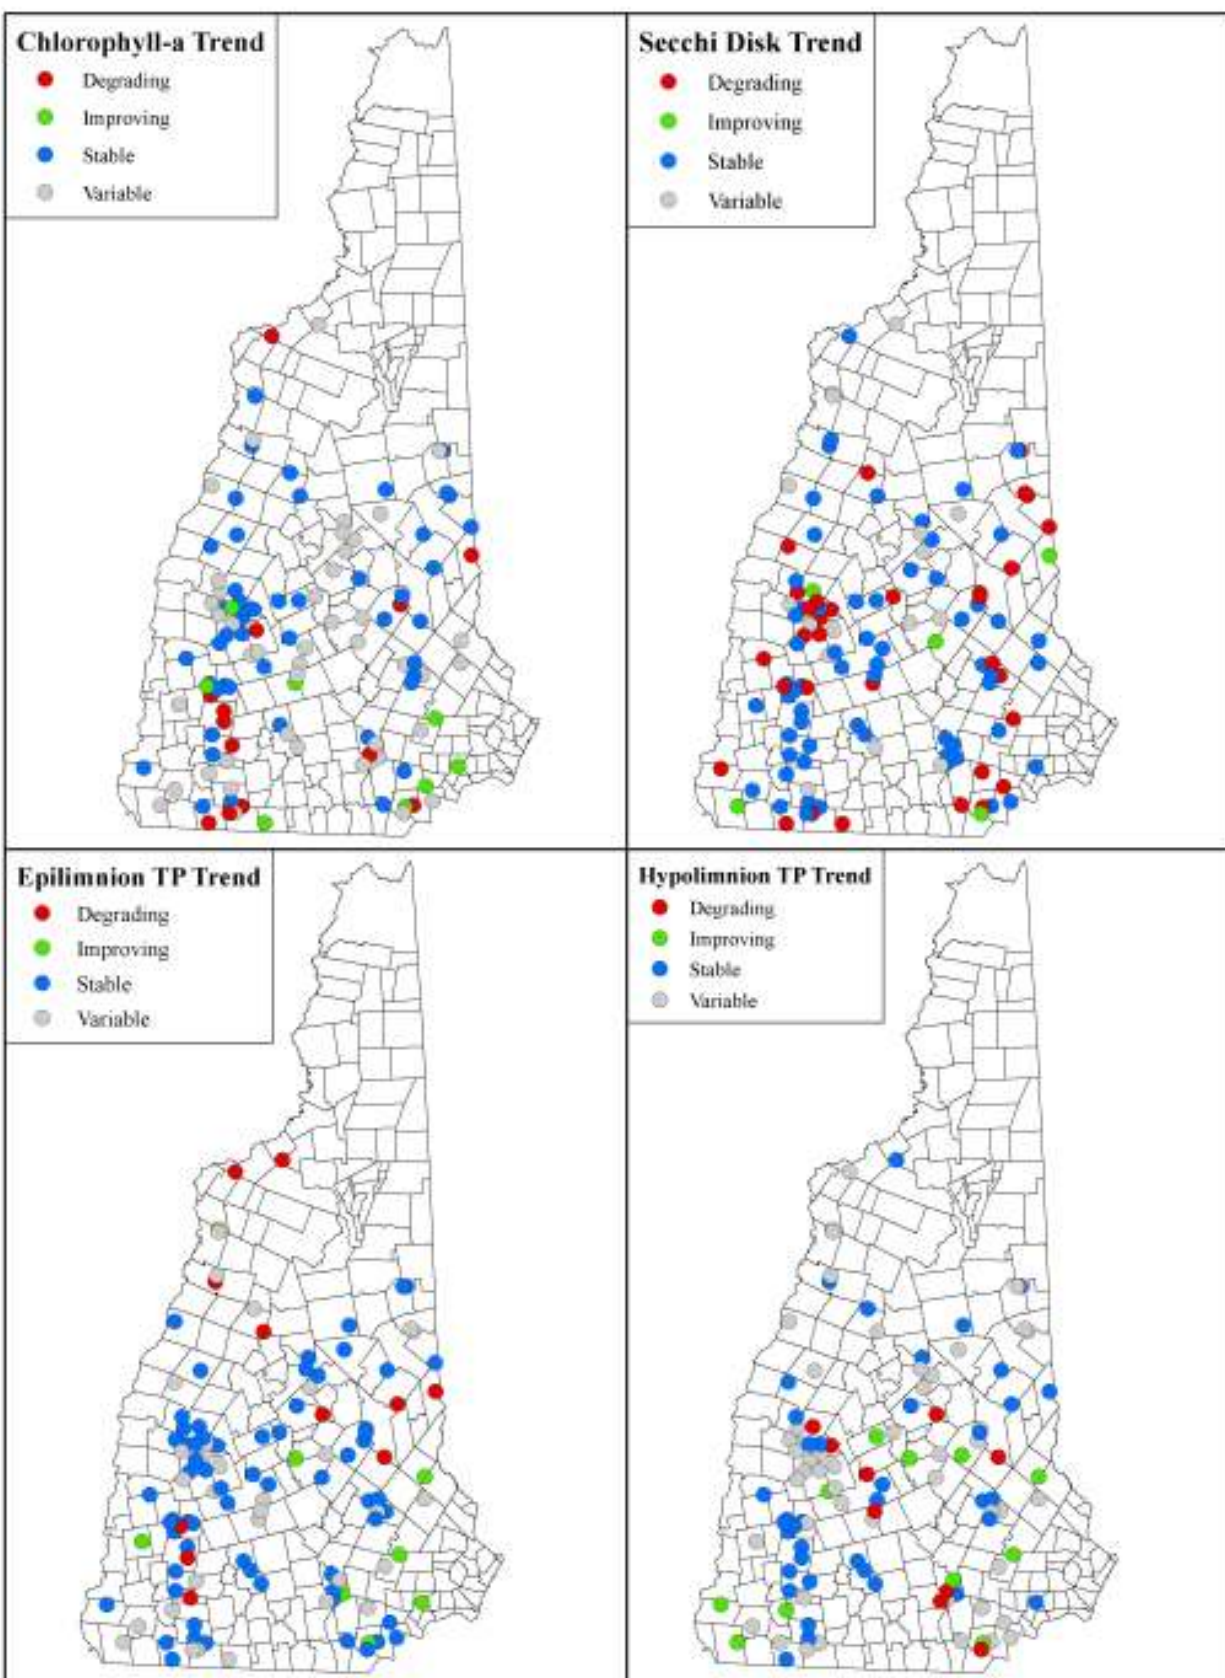 Chlorophyll-a Trend
Degrading
Improving
Stable
Variable
Secchi Disk Trend
Degrading
Improving
Stable
Variable
Epilimnion TP Trend
Degrading
Improving
Stable
Variable
Hypolimnion TP Trend
Degrading
Improving
Stable
Variable